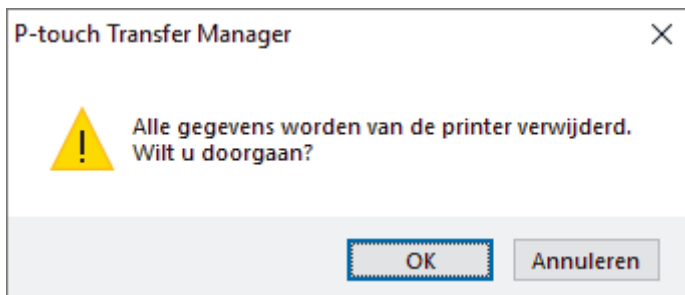 P-touch Transfer Manager
Alle gegevens worden van de printer verwijderd.
Wilt u doorgaan?
OK
Annuleren